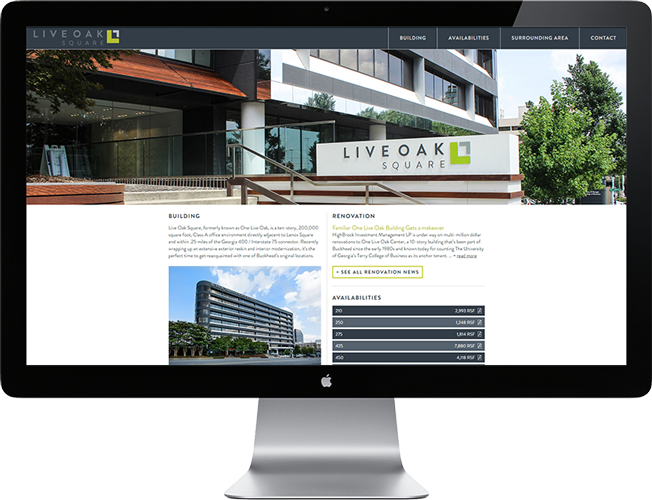 LIVE OAK
SQUARE
BUILDING
AVAILABILITIES
SURROUNDING AREA
CONTACT
LIVE OAK
SQUARE
BUILDING
Live Oak Square, formerly known as One Live Oak, is a ten-story, 200,000
square foot, Class A office environment directly adjacent to Lenox Square
and within .25 miles of the Georgia 400 / Interstate 75 connector. Recently
wrapping up an extensive exterior reskin and interior modernization, it's
the perfect time to get reacquainted with one of Buckhead's original locations.
RENOVATION
Familiar One Live Oak Building Gets a makeover
HighBrook Investment Management LP is under way on multi-million dollar
renovations to One Live Oak Center, a 10-story building that's been part of
Buckhead since the early 1980s and known today for counting The University
of Georgia's Terry College of Business as its anchor tenant. ... + read more
+ SEE ALL RENOVATION NEWS
AVAILABILITIES
210 2,993 RSF
250 1,248 RSF
275 1,814 RSF
425 7,880 RSF
450 4,118 RSF